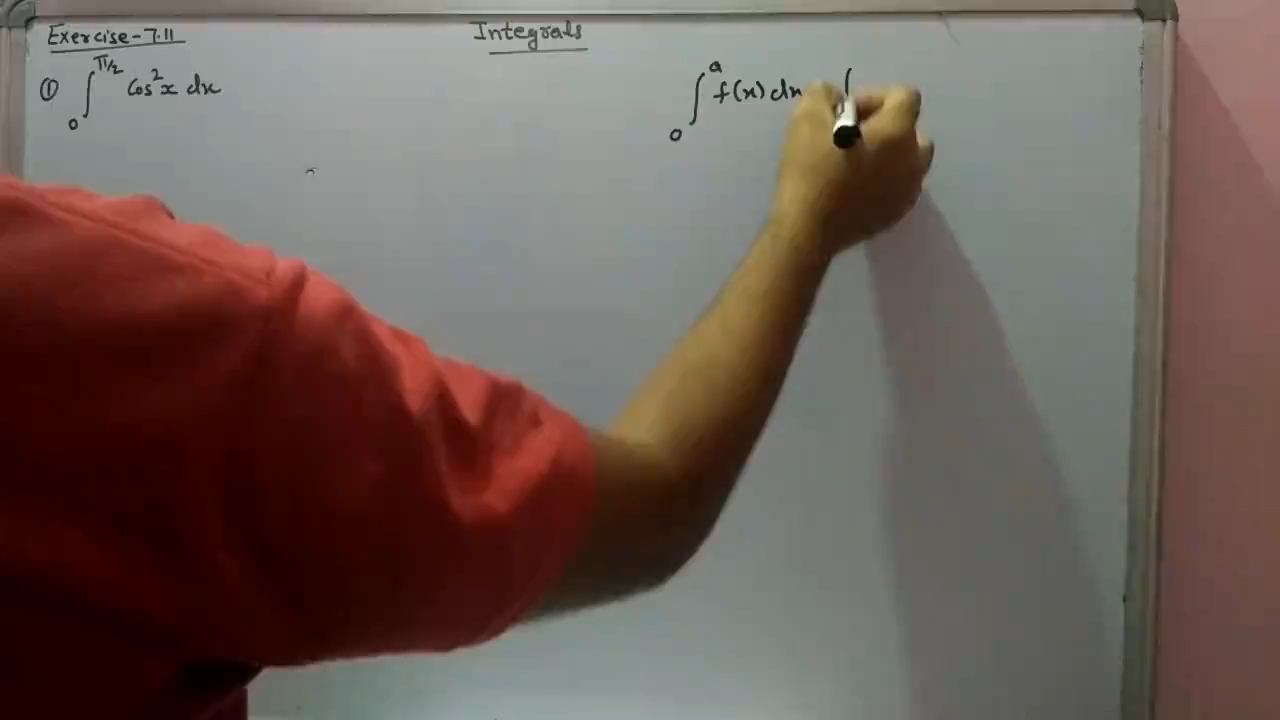 Integrals
Exercise-7.11
① ∫₀^π/2 Cos²x dx
∫₀^a f(x) dx